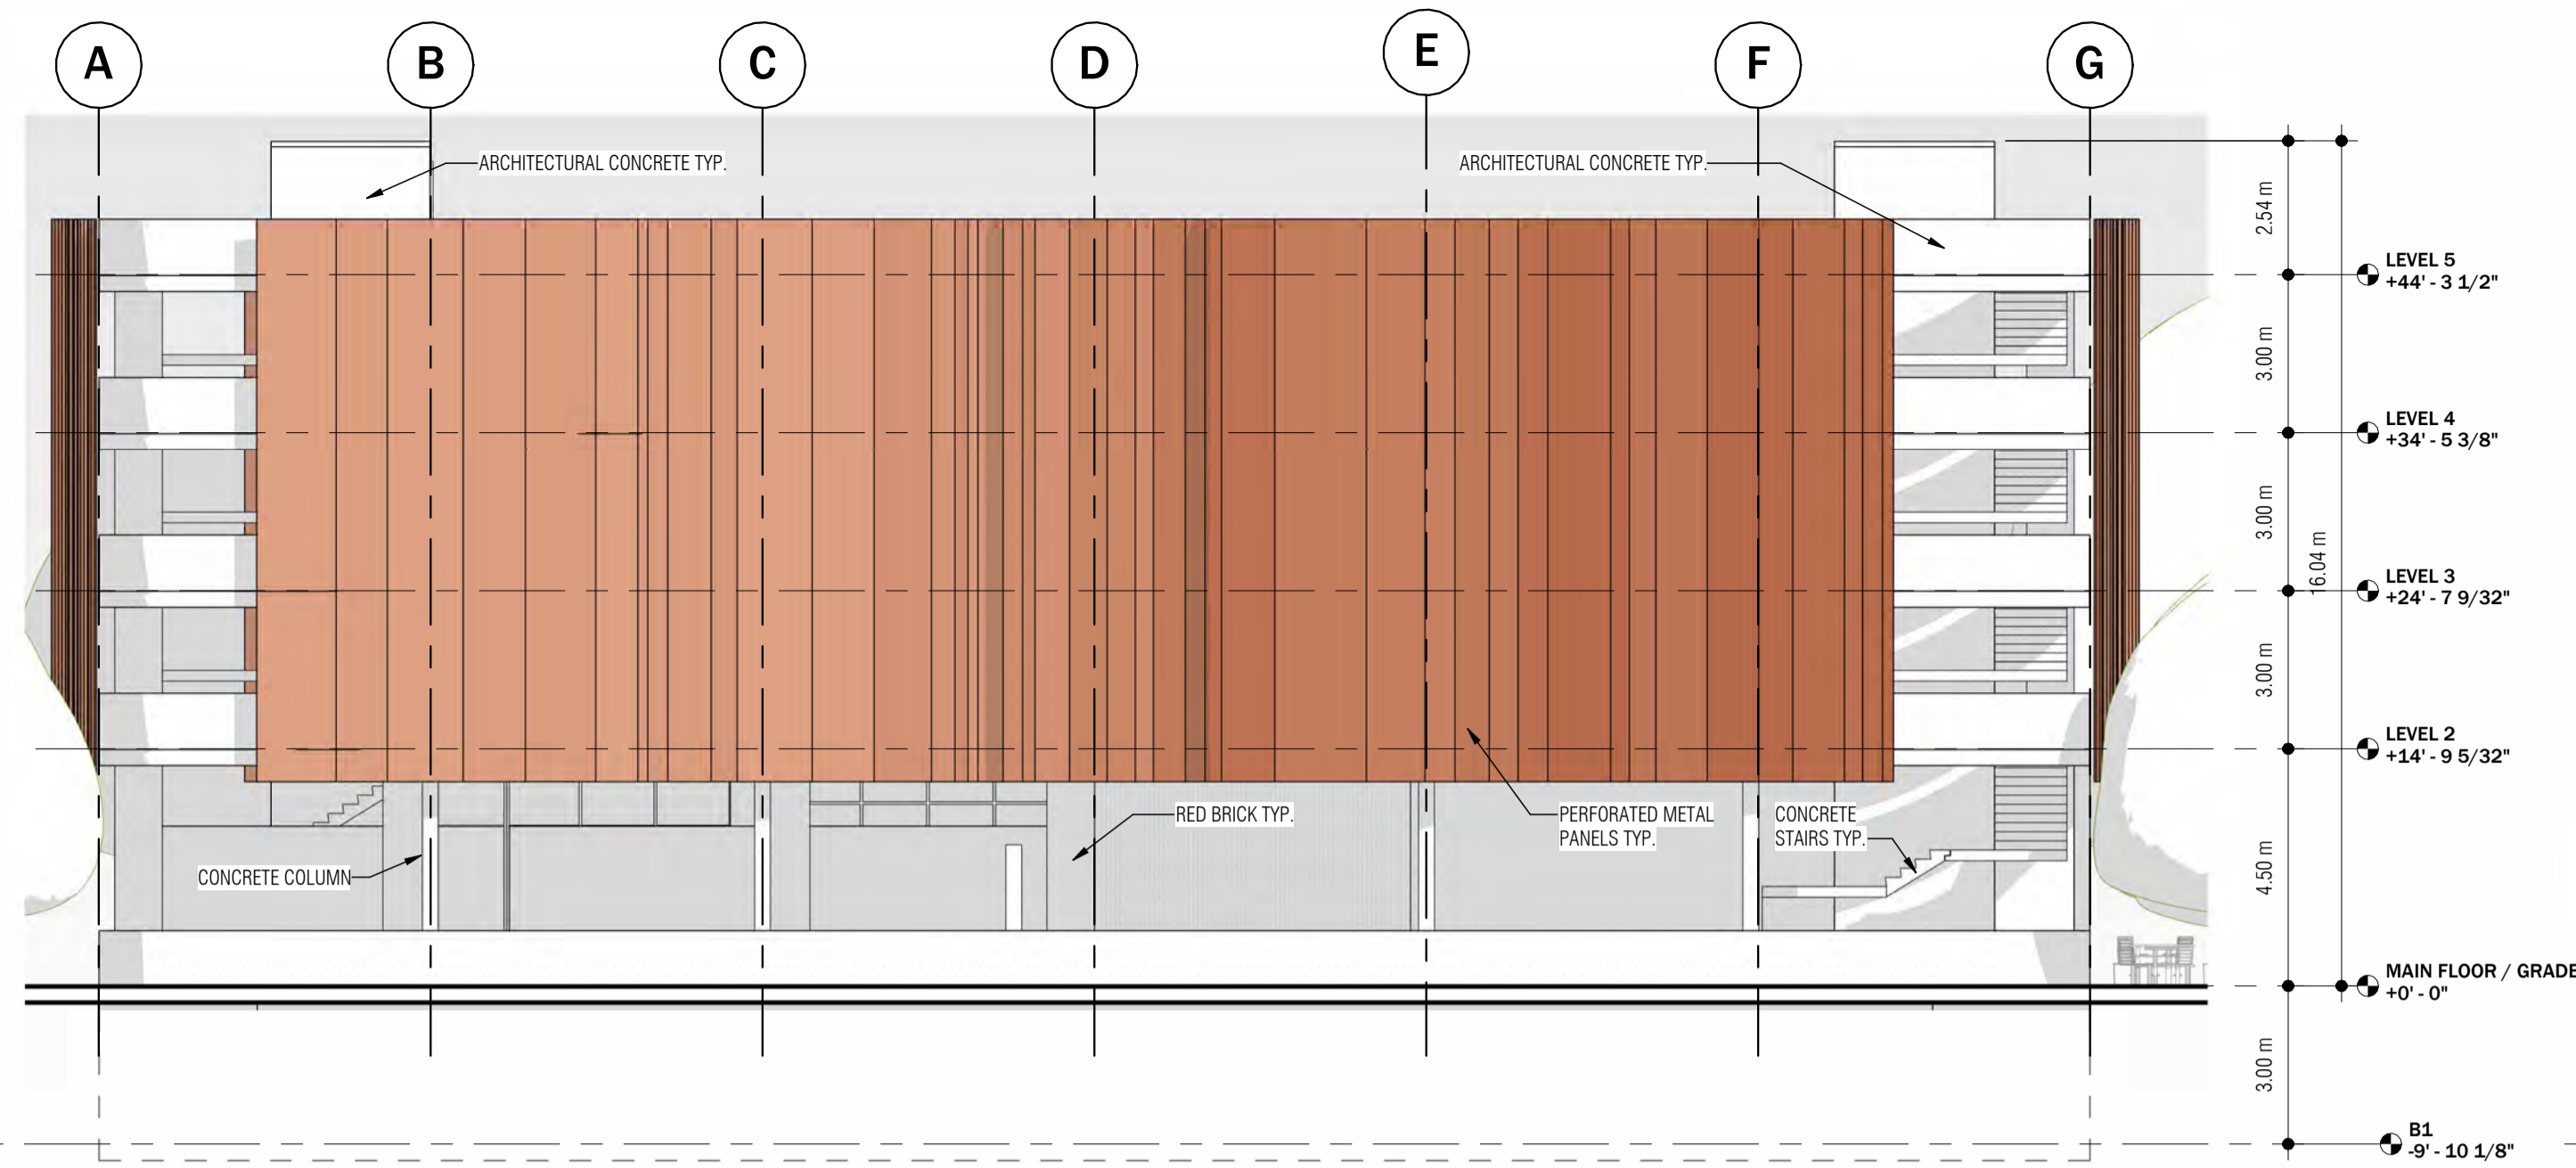 A B C D E F G
ARCHITECTURAL CONCRETE TYP.
ARCHITECTURAL CONCRETE TYP.
2.54 m
LEVEL 5
+44' - 3 1/2"
3.00 m
LEVEL 4
+34' - 5 3/8"
3.00 m
16.04 m
LEVEL 3
+24' - 7 9/32"
3.00 m
LEVEL 2
+14' - 9 5/32"
RED BRICK TYP.
PERFORATED METAL
PANELS TYP.
CONCRETE
STAIRS TYP.
CONCRETE COLUMN
4.50 m
MAIN FLOOR / GRADE
+0' - 0"
3.00 m
B1
-9' - 10 1/8"